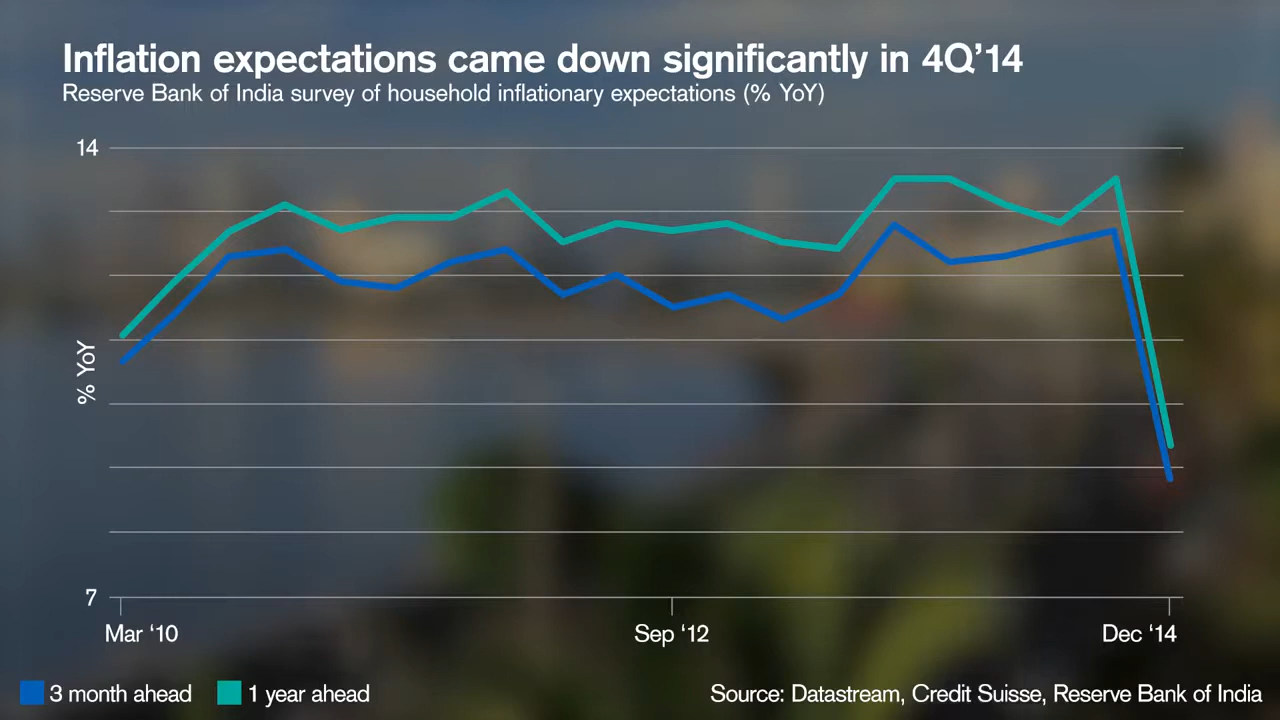 Inflation expectations came down significantly in 4Q’14
Reserve Bank of India survey of household inflationary expectations (% YoY)
14
% YoY
7
Mar ‘10
Sep ‘12
Dec ‘14
3 month ahead
1 year ahead
Source: Datastream, Credit Suisse, Reserve Bank of India